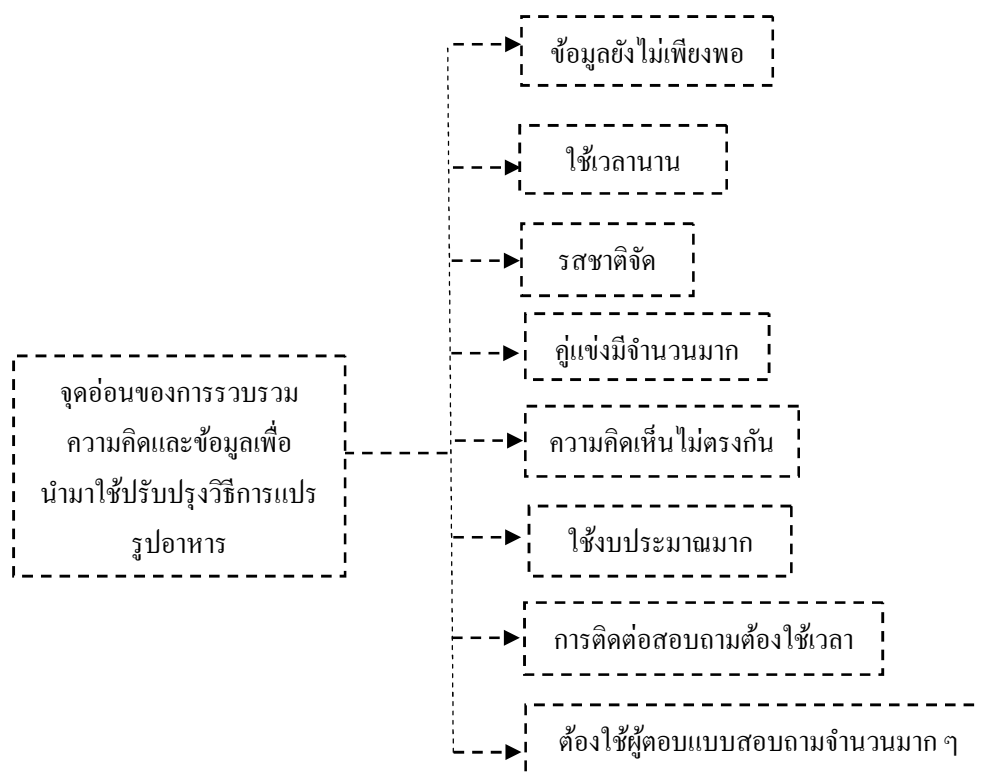 ข้อมูลยังไม่เพียงพอ
ใช้เวลานาน
รสชาติจัด
คู่แข่งมีจำนวนมาก
จุดอ่อนของการรวบรวม
ความคิดและข้อมูลเพื่อ
นำมาใช้ปรับปรุงวิธีการแปร
รูปอาหาร
ความคิดเห็นไม่ตรงกัน
ใช้งบประมาณมาก
การติดต่อสอบถามต้องใช้เวลา
ต้องใช้ผู้ตอบแบบสอบถามจำนวนมาก ๆ